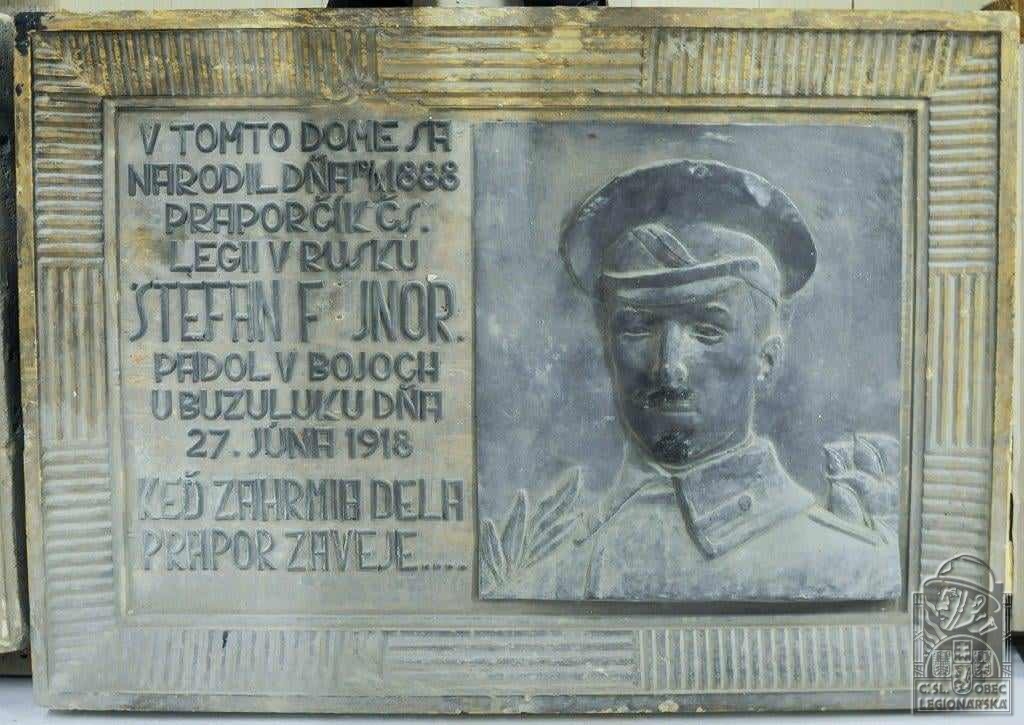 V TOMTO DOME SA
NARODIL DŇA 1888
PRAPORČÍK ČS.
LEGII V RUSKU
ŠTEFAN F JNOR.
PADOL V BOJOCH
U BUZULUKU DŇA
27. JÚNA 1918
KEĎ ZAHRMIA DELA
PRAPOR ZAVEJE.....
ČSL. OBEC
LEGIONÁŘSKÁ